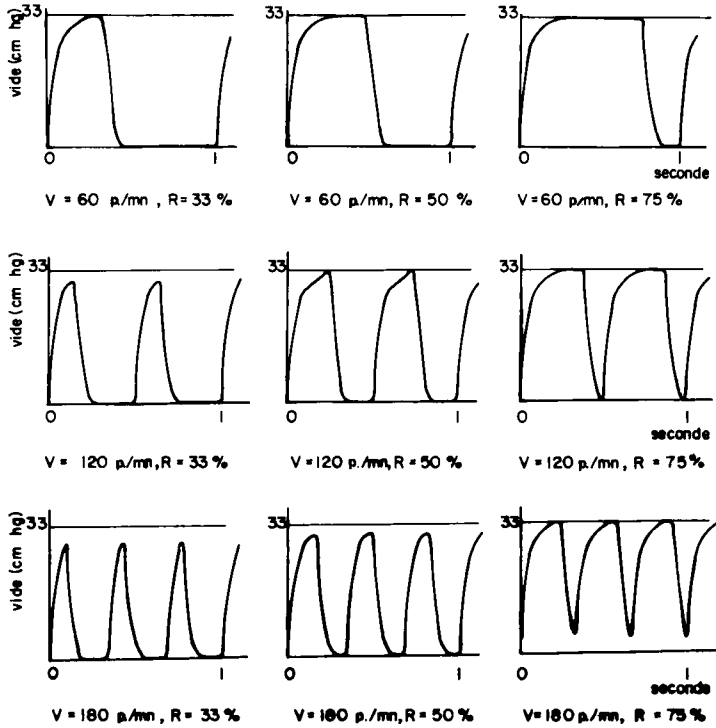 33
vide (cm hg)
0 1
V = 60 p/mn , R = 33 %
33
0 1
V = 60 p/mn, R = 50 %
33
0 1
seconde
V = 60 p/mn, R = 75 %
33
vide (cm hg)
0 1
V = 120 p./mn, R = 33 %
33
0 1
V = 120 p./mn, R = 50 %
33
0 1
seconde
V = 120 p./mn, R = 75 %
33
vide (cm hg)
0 1
V = 180 p./mn , R = 33 %
33
0 1
V = 180 p./mn, R = 50 %
33
0 1
seconde
V = 180 p./mn, R = 75 %